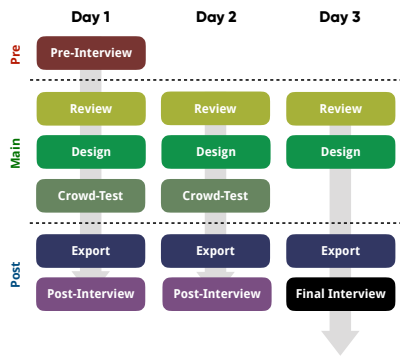 Day 1 Day 2 Day 3
Pre
Pre-Interview
Main
Review Review Review
Design Design Design
Crowd-Test Crowd-Test
Post
Export Export Export
Post-Interview Post-Interview Final Interview